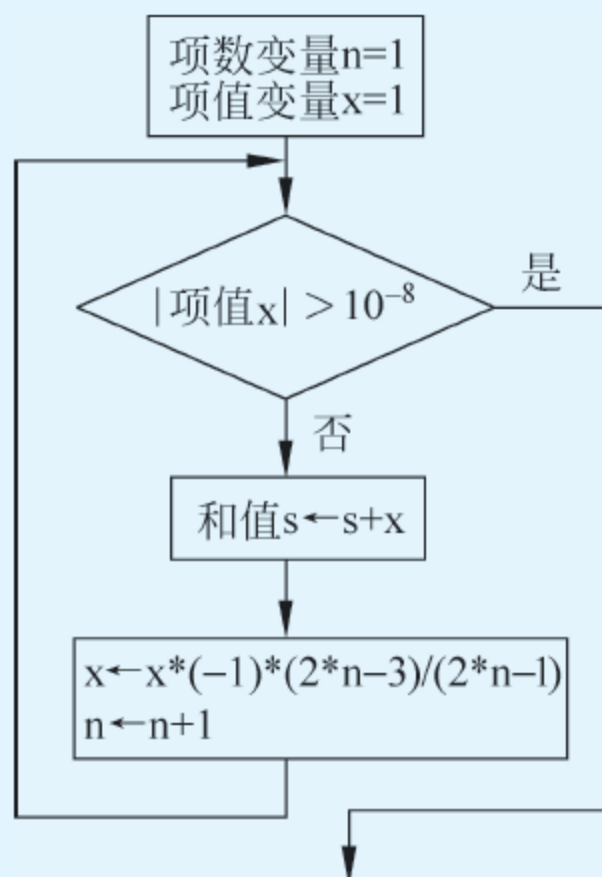 项数变量n=1
项值变量x=1
|项值x| > 10⁻⁸
是
否
和值s←s+x
x←x*(−1)*(2*n−3)/(2*n−1)
n←n+1